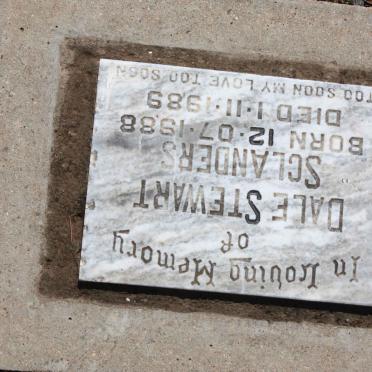 In Loving Memory
of
DALE STEWART
SCLANDERS
BORN 12·07·1988
DIED 1·11·1989
TOO SOON MY LOVE TOO SOON